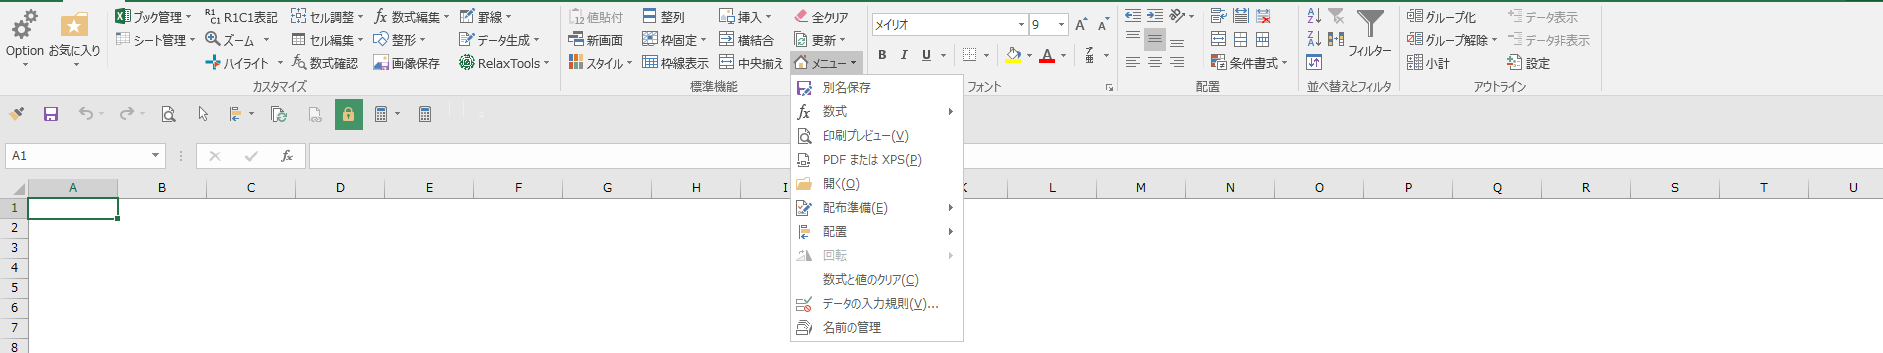 Option お気に入り ブック管理 R1C1表記 セル調整 数式編集 罫線 値貼付 整列 挿入 全クリア メイリオ 9 グループ化 データ表示
シート管理 ズーム セル編集 整形 データ生成 新画面 枠固定 横結合 更新 B I U フィルター グループ解除 データ非表示
ハイライト 数式確認 画像保存 RelaxTools スタイル 枠線表示 中央揃え メニュー 条件書式 小計 設定
カスタマイズ 標準機能 フォント 配置 並べ替えとフィルタ アウトライン
別名保存
数式
印刷プレビュー(V)
PDF または XPS(P)
開く(O)
配布準備(E)
配置
回転
数式と値のクリア(C)
データの入力規則(V)...
名前の管理
A1 fx
A B C D E F G H I K L M N O P Q R S T U
1
2
3
4
5
6
7
8